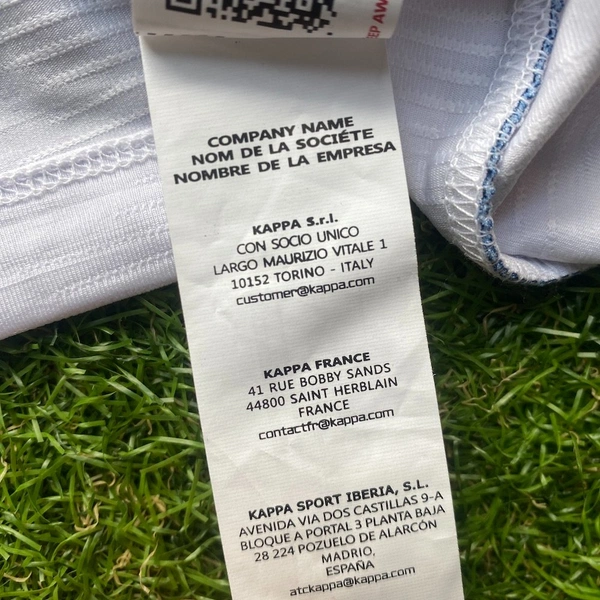 EP AW
COMPANY NAME
NOM DE LA SOCIÉTE
NOMBRE DE LA EMPRESA
KAPPA S.r.l.
CON SOCIO UNICO
LARGO MAURIZIO VITALE 1
10152 TORINO - ITALY
customer@kappa.com
KAPPA FRANCE
41 RUE BOBBY SANDS
44800 SAINT HERBLAIN
FRANCE
contactfr@kappa.com
KAPPA SPORT IBERIA, S.L.
AVENIDA VIA DOS CASTILLAS 9-A
BLOQUE A PORTAL 3 PLANTA BAJA
28 224 POZUELO DE ALARCÓN
MADRID,
ESPAÑA
atckappa@kappa.com